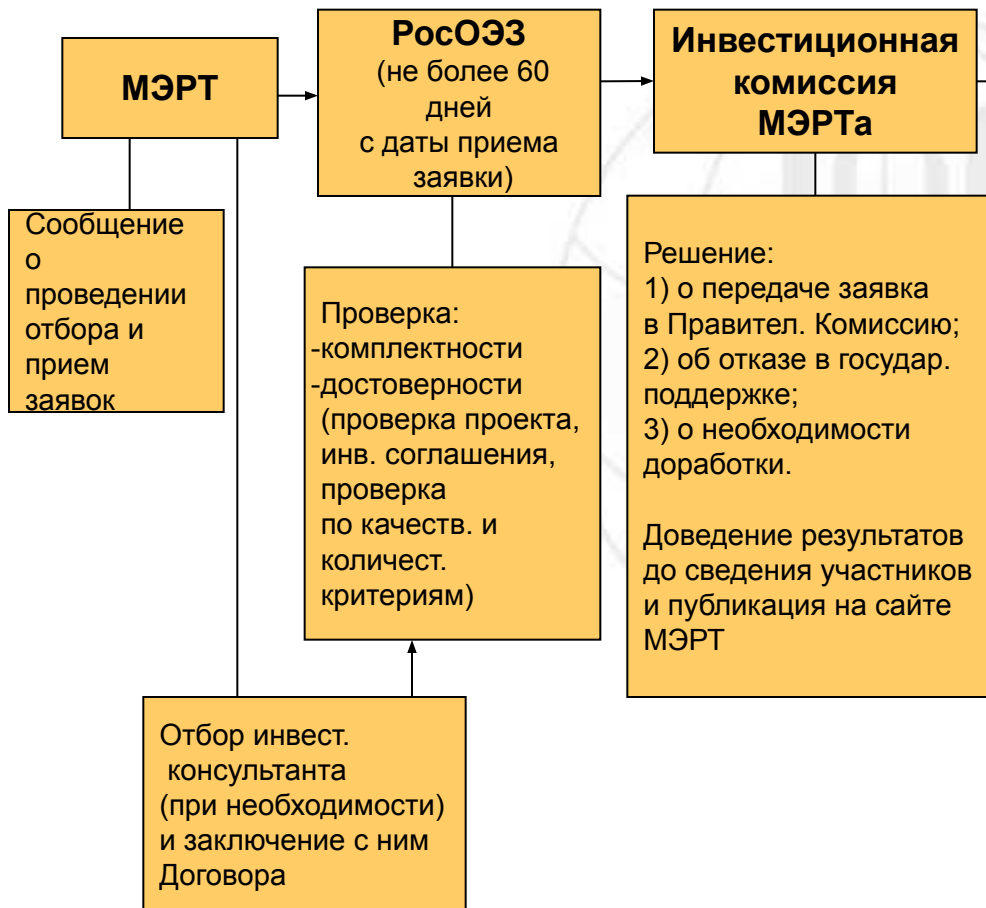 МЭРТ
РосОЭЗ
(не более 60
дней
с даты приема
заявки)
Инвестиционная
комиссия
МЭРТа
Сообщение
о
проведении
отбора и
прием
заявок
Проверка:
-комплектности
-достоверности
(проверка проекта,
инв. соглашения,
проверка
по качеств. и
количест.
критериям)
Решение:
1) о передаче заявка
в Правител. Комиссию;
2) об отказе в государ.
поддержке;
3) о необходимости
доработки.
Доведение результатов
до сведения участников
и публикация на сайте
МЭРТ
Отбор инвест.
консультанта
(при необходимости)
и заключение с ним
Договора